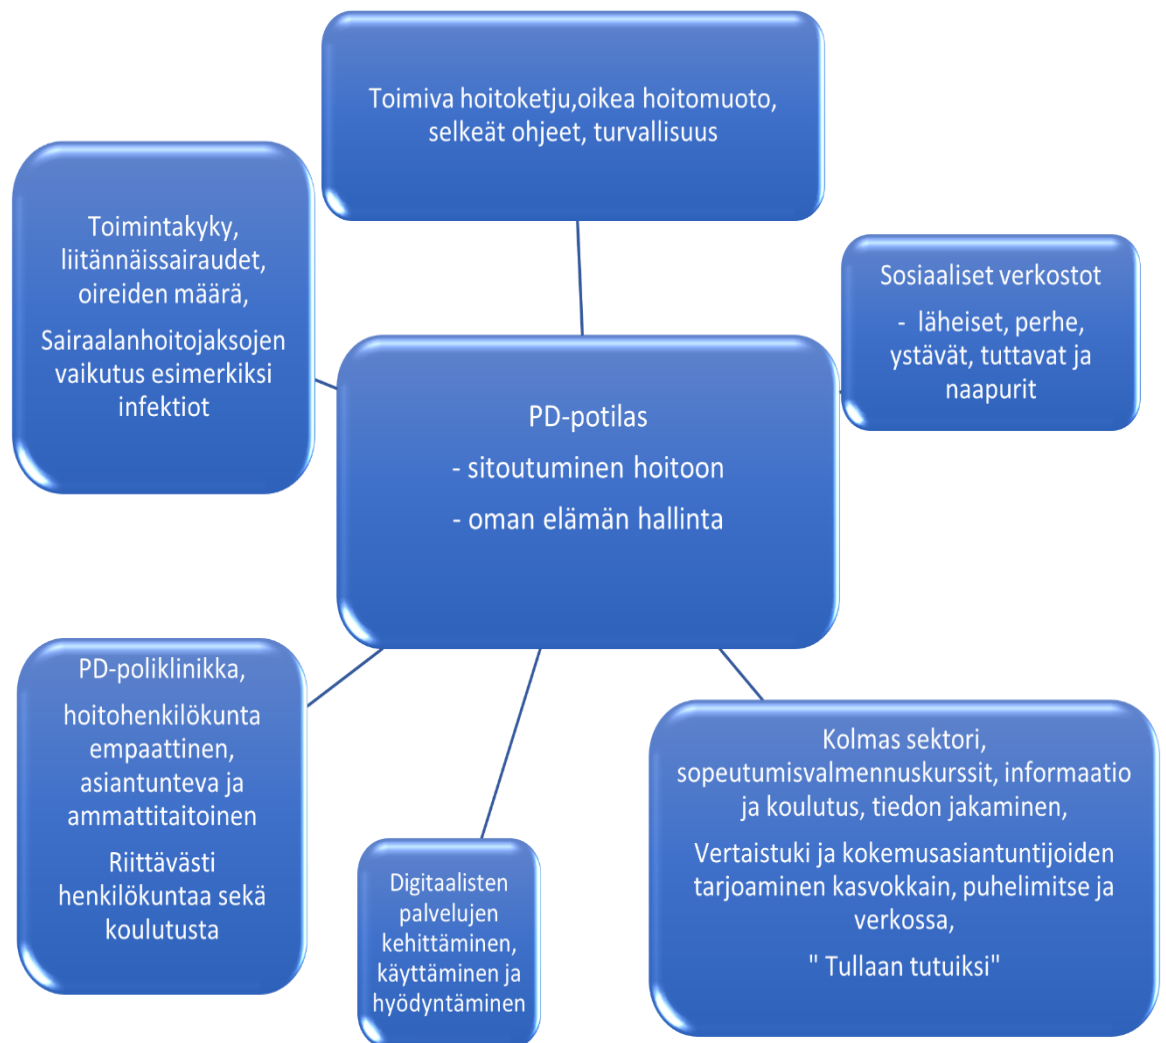 Toimiva hoitoketju,oikea hoitomuoto,
selkeät ohjeet, turvallisuus
Toimintakyky,
liitännäissairaudet,
oireiden määrä,
Sairaalanhoitojaksojen
vaikutus esimerkiksi
infektiot
Sosiaaliset verkostot
- läheiset, perhe,
ystävät, tuttavat ja
naapurit
PD-potilas
- sitoutuminen hoitoon
- oman elämän hallinta
PD-poliklinikka,
hoitohenkilökunta
empaattinen,
asiantunteva ja
ammattitaitoinen
Riittävästi
henkilökuntaa sekä
koulutusta
Digitaalisten
palvelujen
kehittäminen,
käyttäminen ja
hyödyntäminen
Kolmas sektori,
sopeutumisvalmennuskurssit, informaatio
ja koulutus, tiedon jakaminen,
Vertaistuki ja kokemusasiantuntijoiden
tarjoaminen kasvokkain, puhelimitse ja
verkossa,
" Tullaan tutuiksi"